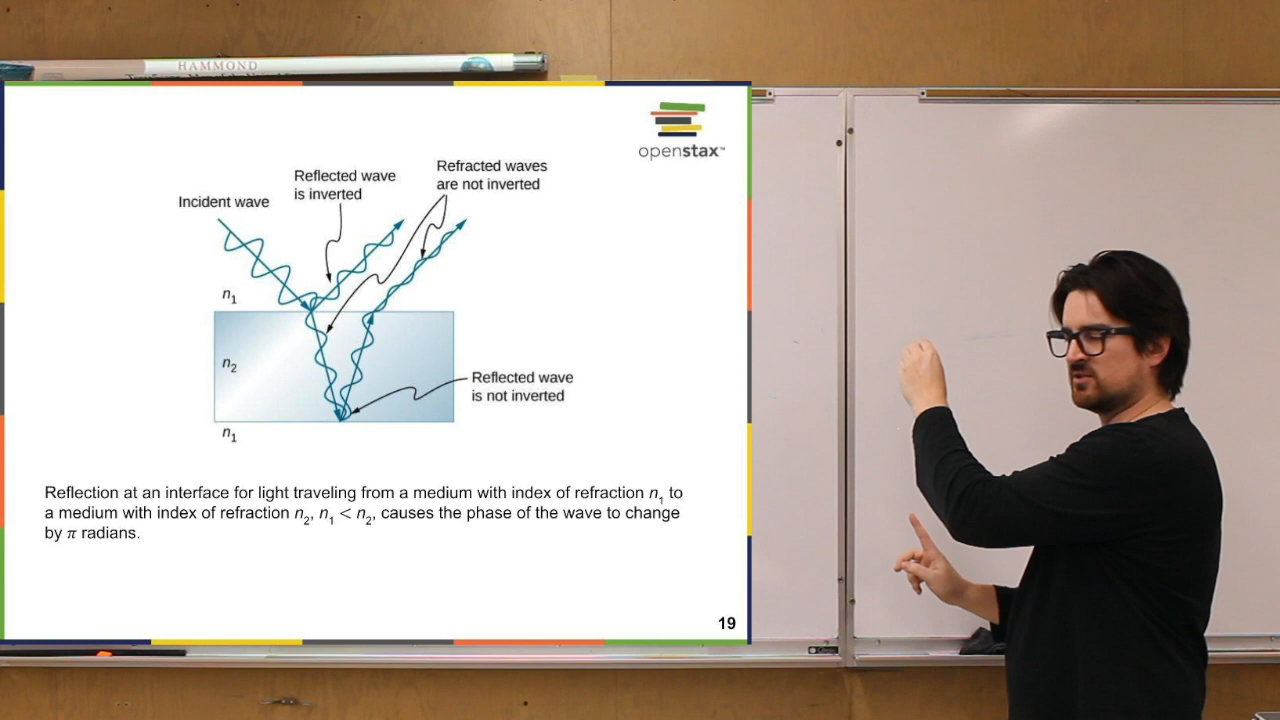 HAMMOND
openstax™
Refracted waves
are not inverted
Reflected wave
is inverted
Incident wave
n1
n2
Reflected wave
is not inverted
n1
Reflection at an interface for light traveling from a medium with index of refraction n1 to
a medium with index of refraction n2, n1 < n2, causes the phase of the wave to change
by π radians.
19